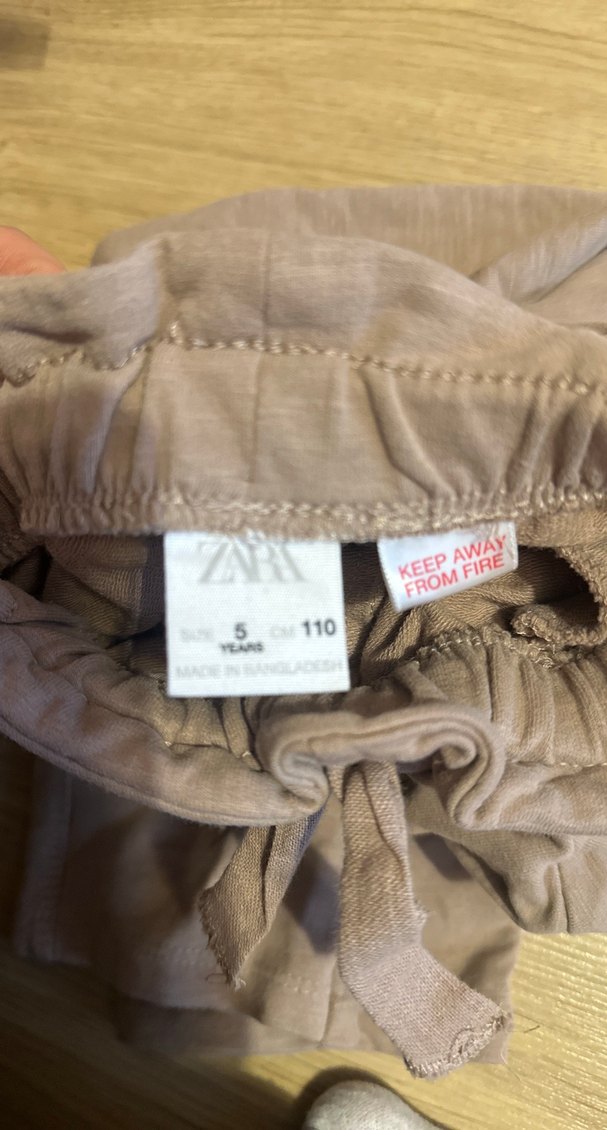 ZARA
SIZE 5 YEARS CM 110
MADE IN BANGLADESH
KEEP AWAY
FROM FIRE